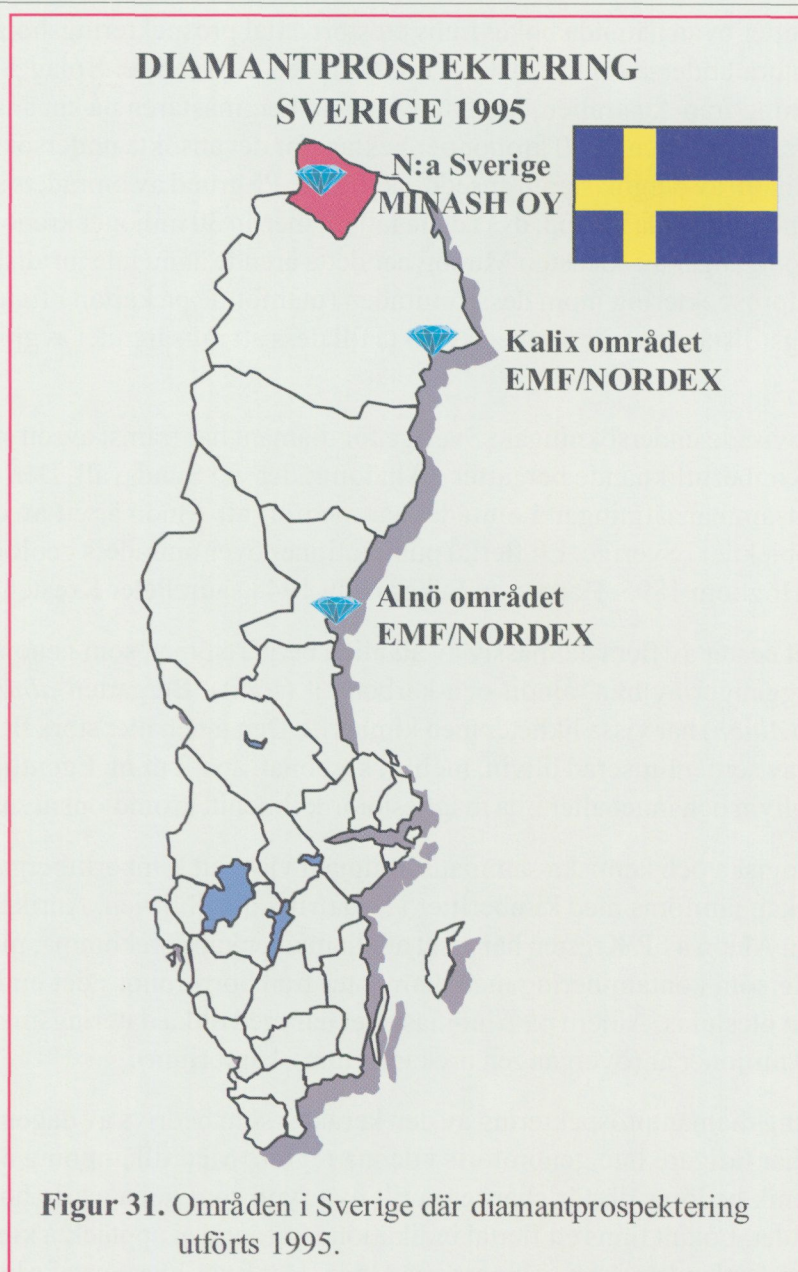 DIAMANTPROSPEKTERING
SVERIGE 1995
N:a Sverige
MINASH OY
Kalix området
EMF/NORDEX
Alnö området
EMF/NORDEX
Figur 31. Områden i Sverige där diamantprospektering
utförts 1995.